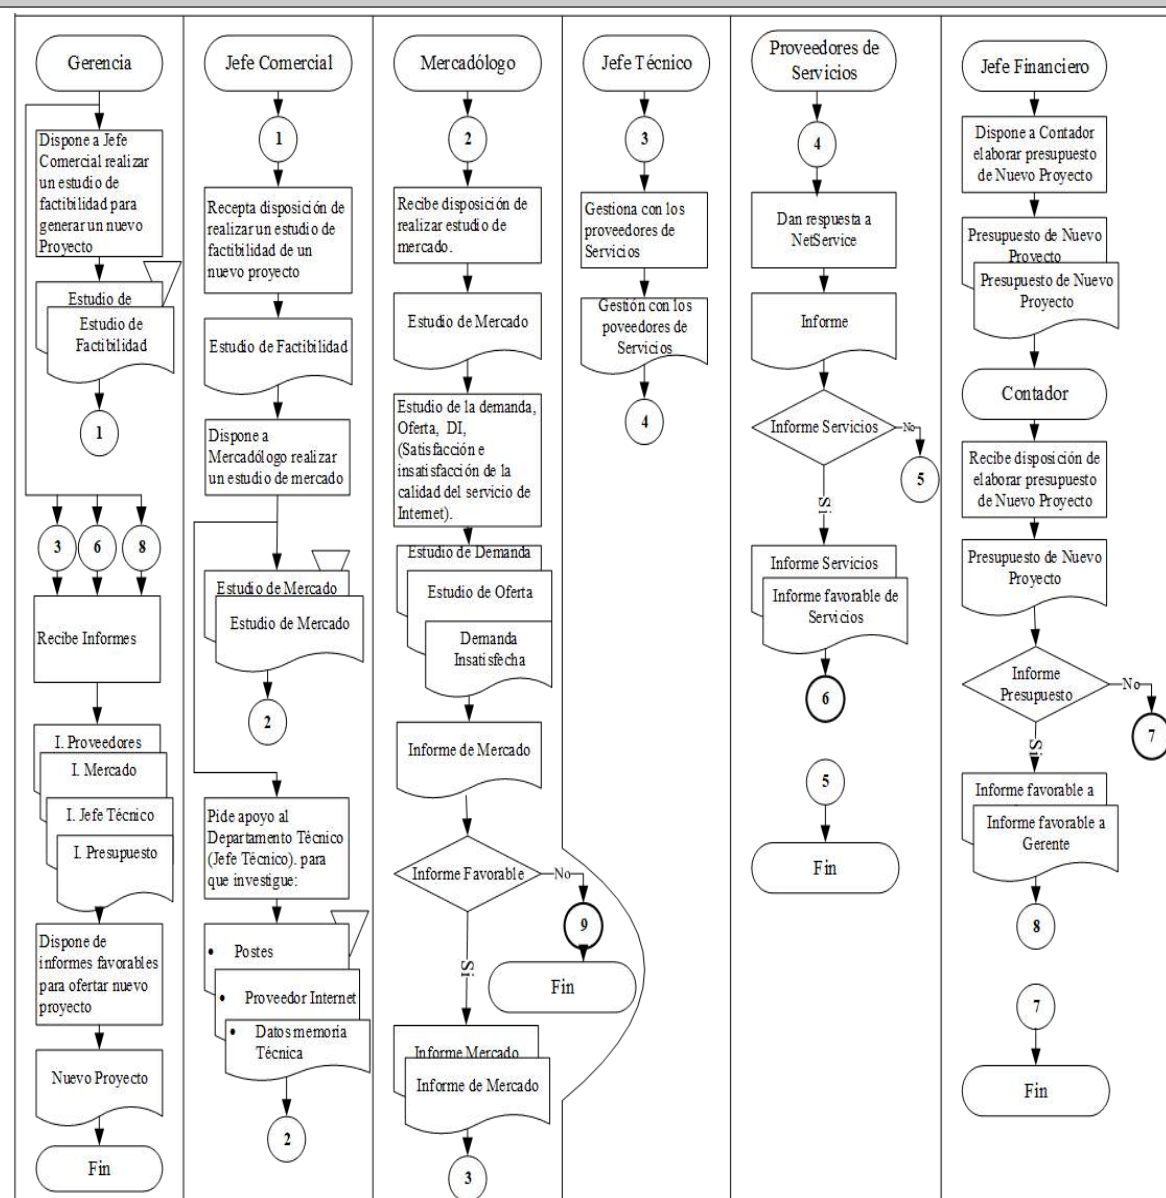 Gerencia
Dispone a Jefe
Comercial realizar
un estudio de
factibilidad para
generar un nuevo
Proyecto
Estudio de
Estudio de
Factibilidad
1
3
6
8
Recibe Informes
I. Proveedores
I. Mercado
I. Jefe Técnico
I. Presupuesto
Dispone de
informes favorables
para ofertar nuevo
proyecto
Nuevo Proyecto
Fin
Jefe Comercial
1
Recepta disposición de
realizar un estudio de
factibilidad de un
nuevo proyecto
Estudio de Factibilidad
Dispone a
Mercadólogo realizar
un estudio de mercado
Estudio de Mercado
Estudio de Mercado
2
Pide apoyo al
Departamento Técnico
(Jefe Técnico). para
que investigue:
• Postes
• Proveedor Internet
• Datos memoria
Técnica
2
Mercadólogo
2
Recibe disposición de
realizar estudio de
mercado.
Estudio de Mercado
Estudio de la demanda,
Oferta, DI,
(Satisfacción e
insatisfacción de la
calidad del servicio de
Internet).
Estudio de Demanda
Estudio de Oferta
Demanda
Insatisfecha
Informe de Mercado
Informe Favorable
No
9
Fin
Si
Informe Mercado
Informe de Mercado
3
Jefe Técnico
3
Gestiona con los
proveedores de
Servicios
Gestión con los
poveedores de
Servicios
4
Proveedores de
Servicios
4
Dan respuesta a
NetService
Informe
Informe Servicios
No
5
Si
Informe Servicios
Informe favorable de
Servicios
6
5
Fin
Jefe Financiero
Dispone a Contador
elaborar presupuesto
de Nuevo Proyecto
Presupuesto de Nuevo
Proyecto
Presupuesto de Nuevo
Proyecto
Contador
Recibe disposición de
elaborar presupuesto
de Nuevo Proyecto
Presupuesto de Nuevo
Proyecto
Informe
Presupuesto
No
7
Si
Informe favorable a
Informe favorable a
Gerente
8
7
Fin